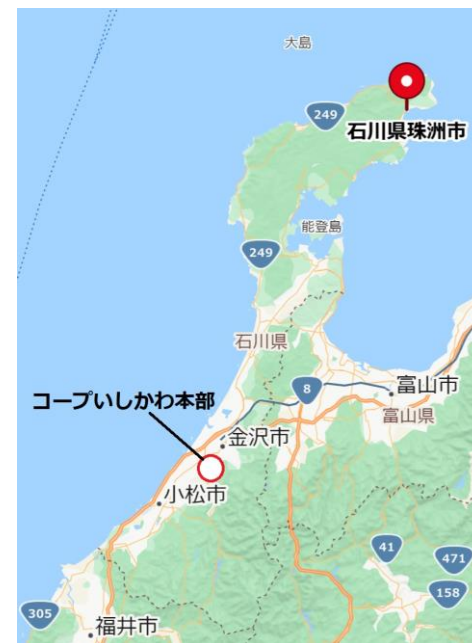 大島
249
石川県珠洲市
能登島
249
石川県
8
富山市
富山県
コープいしかわ本部
金沢市
小松市
41
471
158
305
福井市